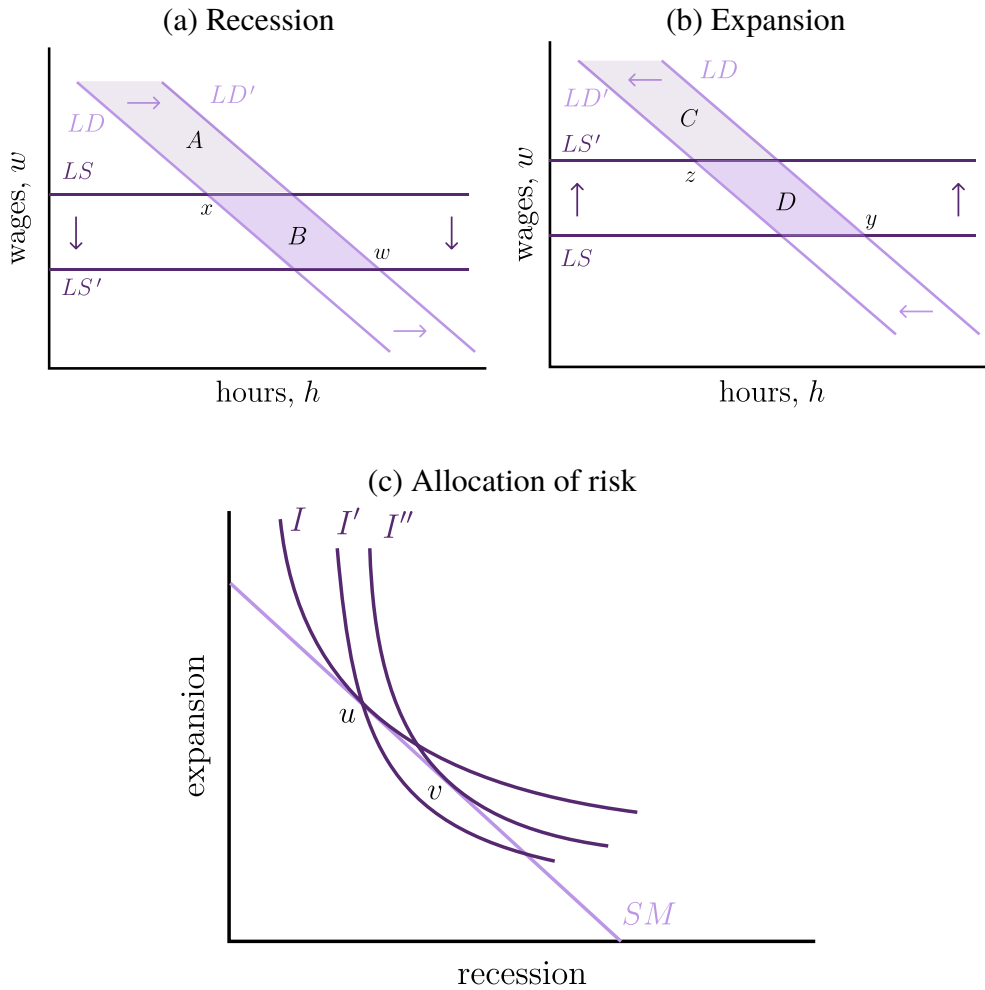 (a) Recession
(b) Expansion
wages, w
LD
LD′
A
LS
x
B
w
LS′
hours, h
wages, w
LD
LD′
C
LS′
z
D
y
LS
hours, h
(c) Allocation of risk
I
I′
I″
expansion
u
v
SM
recession